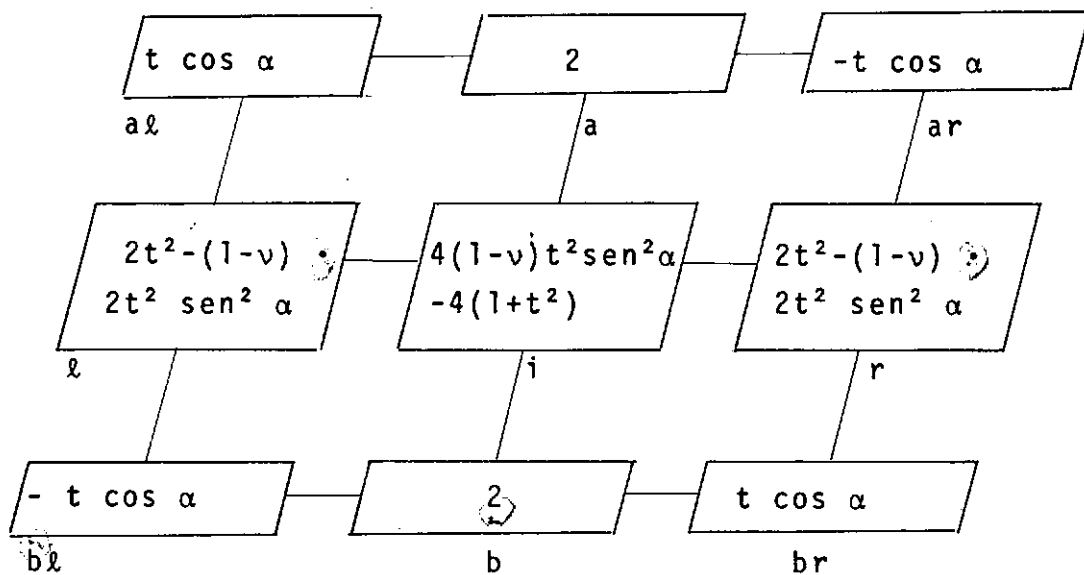 t cos α 2 -t cos α
aℓ a ar
2t²-(1-ν) • 4(1-ν)t²sen²α 2t²-(1-ν) •
2t² sen² α -4(1+t²) 2t² sen² α
ℓ i r
- t cos α 2 t cos α
bℓ b br